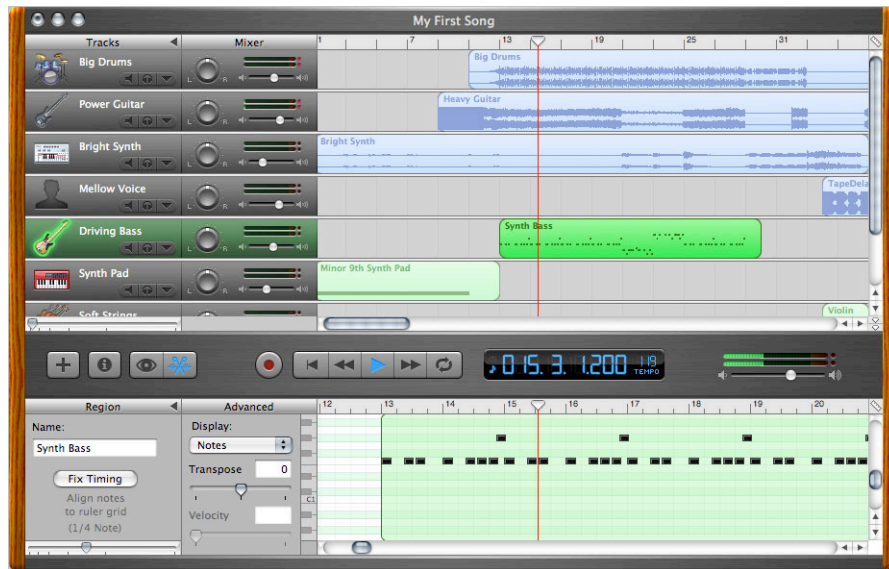 My First Song
Tracks
Mixer
1 7 13 19 25 31
Big Drums
L R
Big Drums
Power Guitar
L R
Heavy Guitar
Bright Synth
L R
Bright Synth
Mellow Voice
L R
TapeDela
Driving Bass
L R
Synth Bass
Synth Pad
L R
Minor 9th Synth Pad
Soft Strings
Violin
015. 3. 1.200 119
TEMPO
Region
Advanced
12 13 14 15 16 17 18 19 20
Name:
Synth Bass
Fix Timing
Align notes
to ruler grid
(1/4 Note)
Display:
Notes
Transpose 0
Velocity
C1